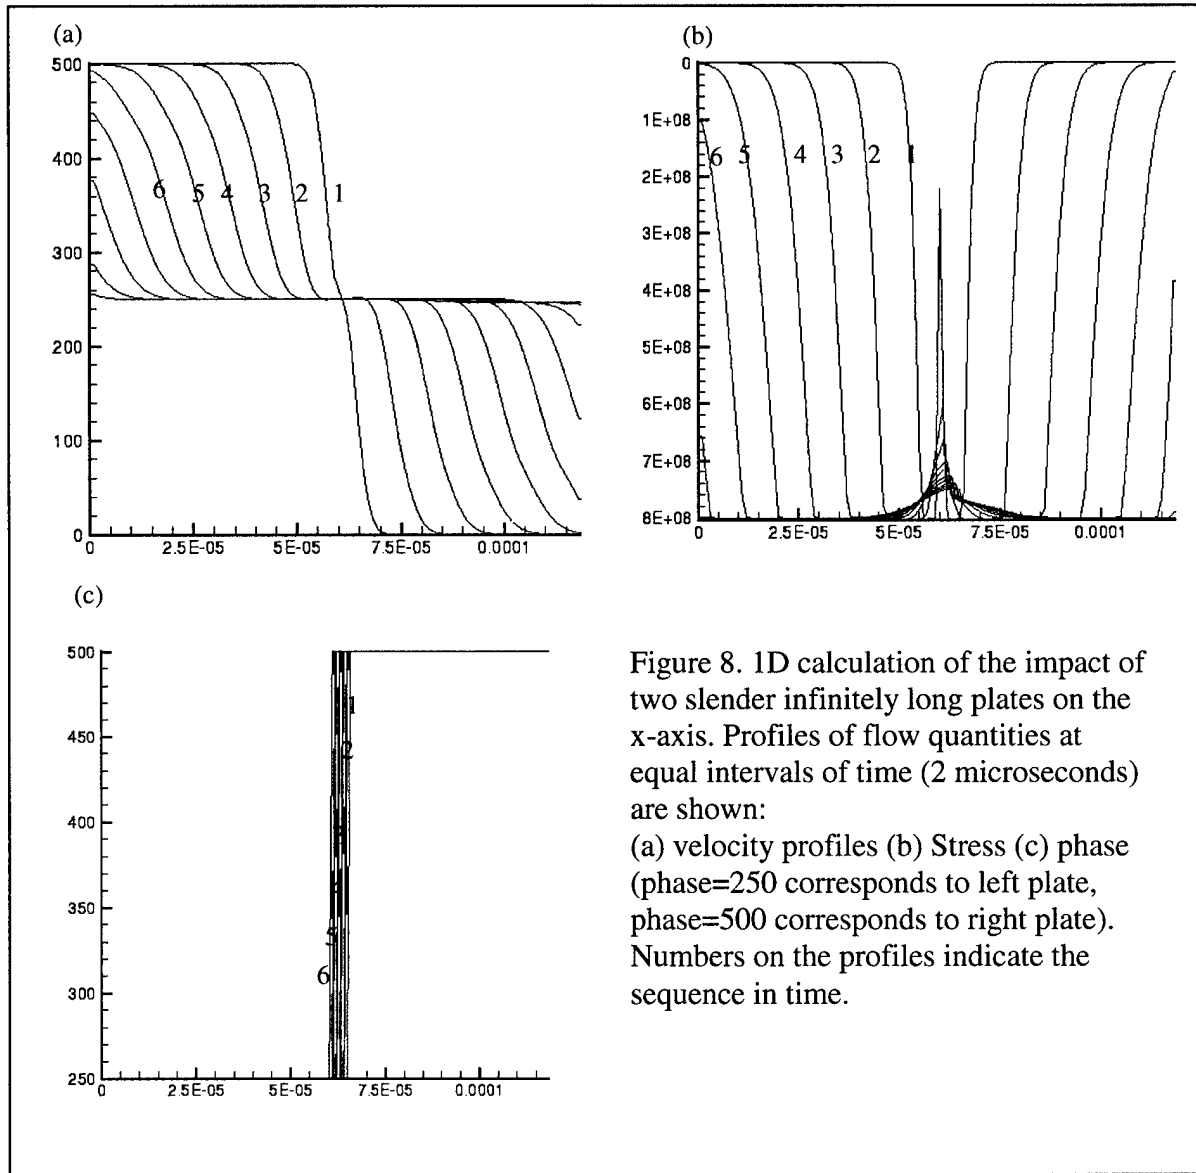 (a)
500
400
300
200
100
0
6
5
4
3
2
1
0
2.5E-05
5E-05
7.5E-05
0.0001
(b)
0
1E+08
2E+08
3E+08
4E+08
5E+08
6E+08
7E+08
8E+08
6
5
4
3
2
1
0
2.5E-05
5E-05
7.5E-05
0.0001
(c)
500
450
400
350
300
250
1
2
5
6
0
2.5E-05
5E-05
7.5E-05
0.0001
Figure 8. 1D calculation of the impact of
two slender infinitely long plates on the
x-axis. Profiles of flow quantities at
equal intervals of time (2 microseconds)
are shown:
(a) velocity profiles (b) Stress (c) phase
(phase=250 corresponds to left plate,
phase=500 corresponds to right plate).
Numbers on the profiles indicate the
sequence in time.